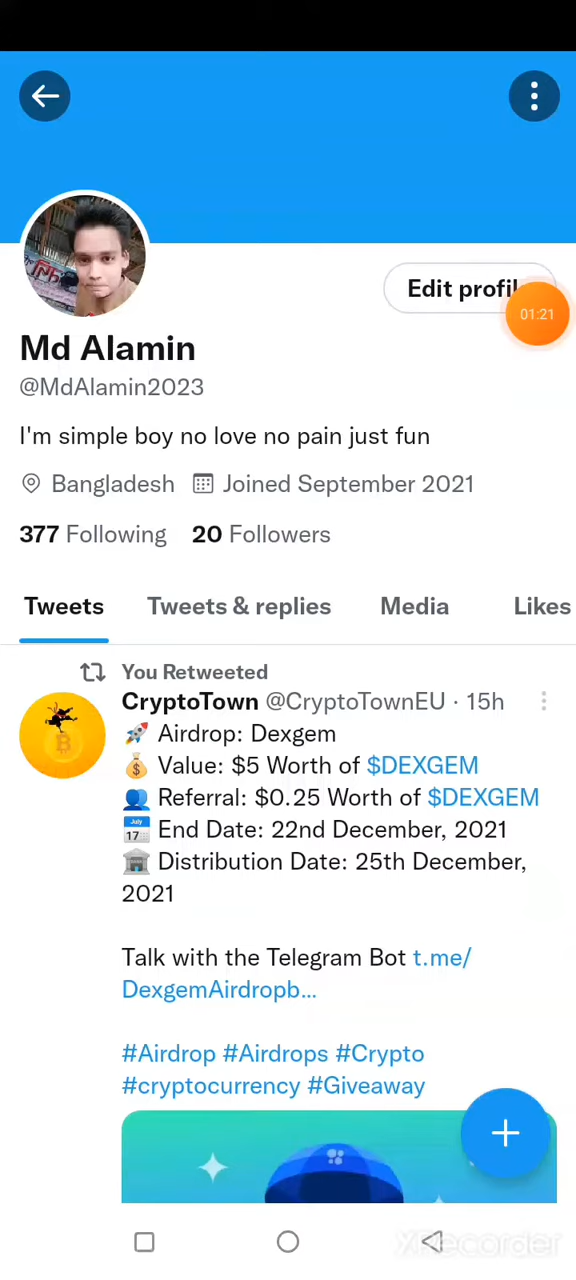 Edit profil
01:21
Md Alamin
@MdAlamin2023
I'm simple boy no love no pain just fun
Bangladesh Joined September 2021
377 Following 20 Followers
Tweets Tweets & replies Media Likes
You Retweeted
CryptoTown @CryptoTownEU · 15h
🚀 Airdrop: Dexgem
💰 Value: $5 Worth of $DEXGEM
👥 Referral: $0.25 Worth of $DEXGEM
📅 End Date: 22nd December, 2021
🏦 Distribution Date: 25th December,
2021
Talk with the Telegram Bot t.me/
DexgemAirdropb...
#Airdrop #Airdrops #Crypto
#cryptocurrency #Giveaway
XRecorder